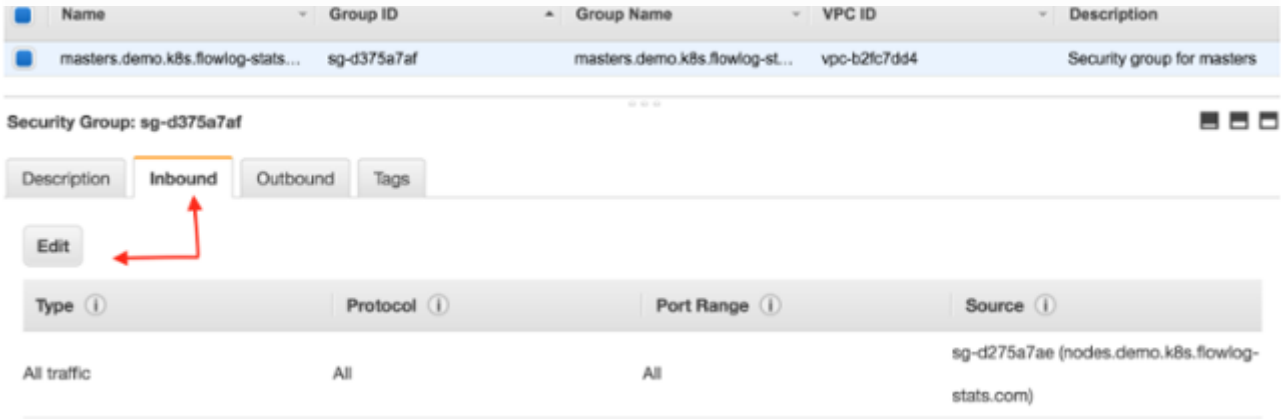 Name Group ID Group Name VPC ID Description
masters.demo.k8s.flowlog-stats... sg-d375a7af masters.demo.k8s.flowlog-st... vpc-b2fc7dd4 Security group for masters
Security Group: sg-d375a7af
Description Inbound Outbound Tags
Edit
Type Protocol Port Range Source
All traffic All All sg-d275a7ae (nodes.demo.k8s.flowlog-
stats.com)